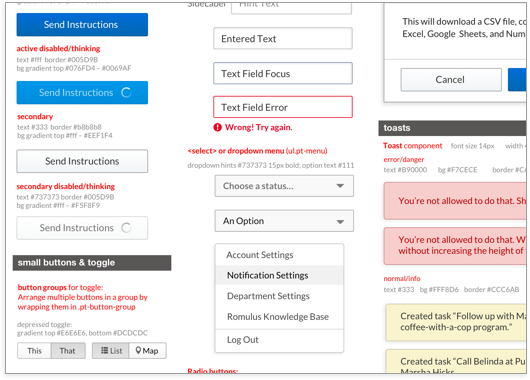 Send Instructions
active disabled/thinking
text #fff border #005D9B
bg gradient top #076FD4 – #0069AF
Send Instructions
secondary
text #333 border #b8b8b8
bg gradient top #fff – #EEF1F4
Send Instructions
secondary disabled/thinking
text #737373 border #005D9B
bg gradient top #fff – #F5F8F9
Send Instructions
small buttons & toggle
button groups for toggle:
Arrange multiple buttons in a group by
wrapping them in .pt-button-group
depressed toggle:
gradient top #E6E6E6, bottom #DCDCDC
This That List Map
SideLabel Hint Text
Entered Text
Text Field Focus
Text Field Error
Wrong! Try again.
<select> or dropdown menu (ul.pt-menu)
dropdown hints #737373 15px bold; option text #111
Choose a status...
An Option
Account Settings
Notification Settings
Department Settings
Romulus Knowledge Base
Log Out
Radio buttons:
This will download a CSV file, co
Excel, Google Sheets, and Num
Cancel
toasts
Toast component font size 14px width
error/danger
text #B90000 bg #F7CECE border #CA
You're not allowed to do that. Sh
You're not allowed to do that. W
without increasing the height of
normal/info
text #333 bg #FFF8D6 border #CCC6AB
Created task "Follow up with Ma
coffee-with-a-cop program."
Created task "Call Belinda at Pu
Marsha Hicks